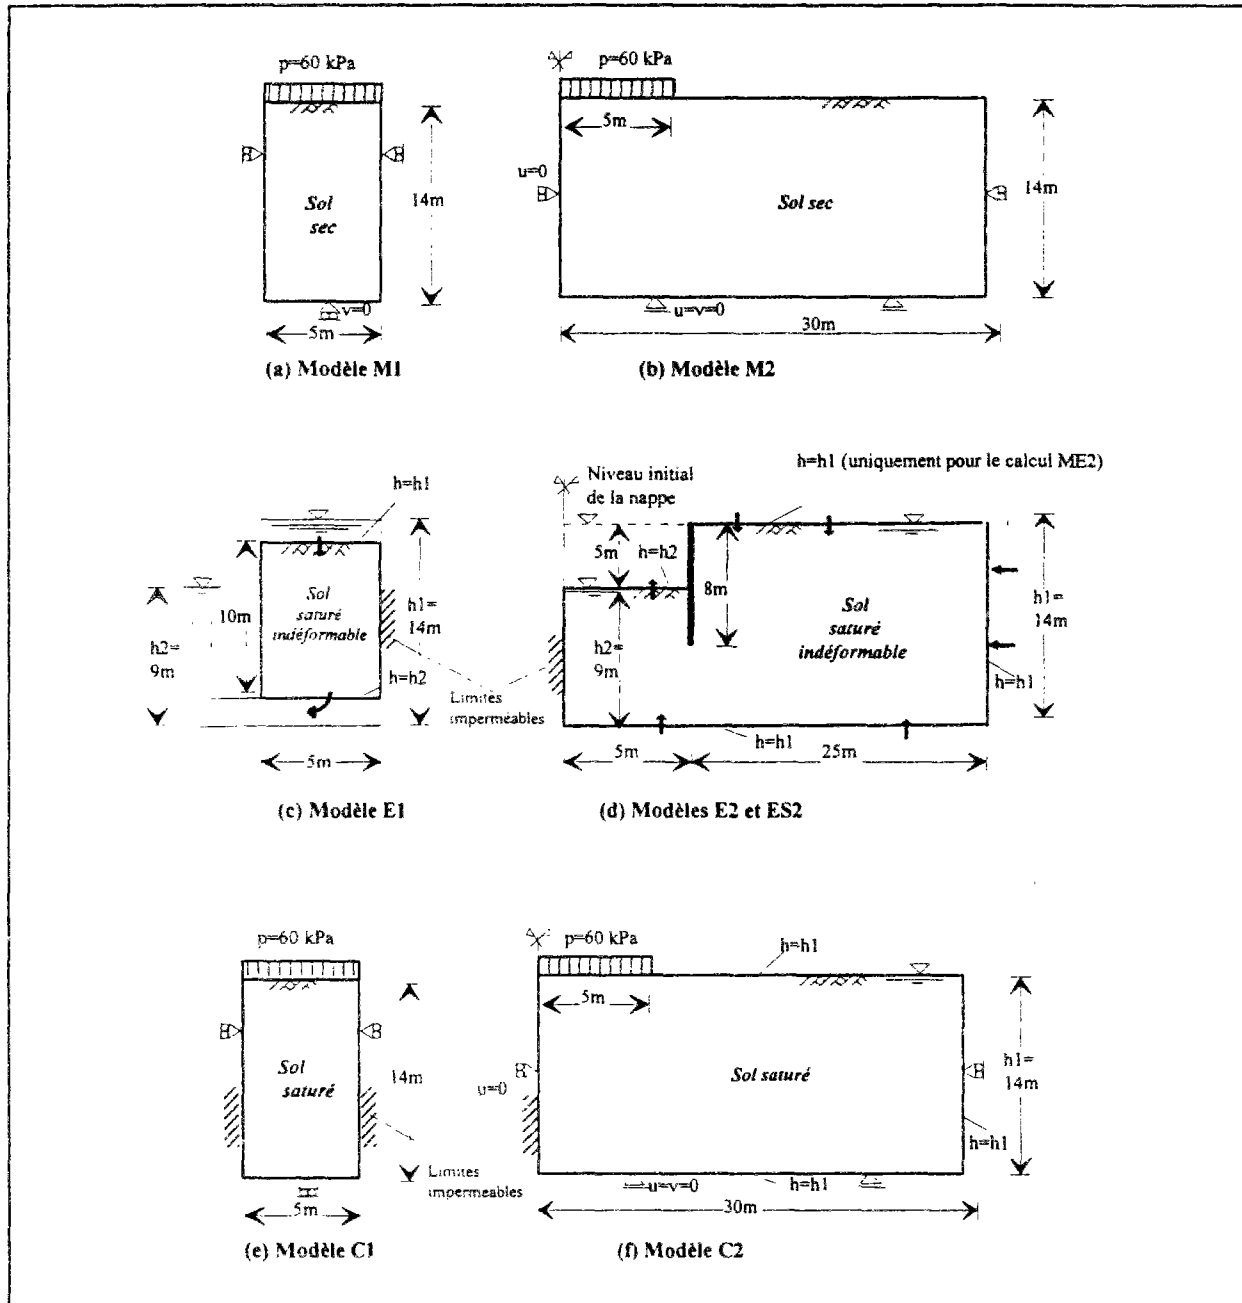 p=60 kPa
Sol
sec
14m
v=0
5m
(a) Modèle M1
p=60 kPa
5m
u=0
Sol sec
14m
u=v=0
30m
(b) Modèle M2
h=h1
10m
Sol
saturé
indéformable
h1=
14m
h2=
9m
h=h2
Limites
imperméables
5m
(c) Modèle E1
h=h1 (uniquement pour le calcul ME2)
Niveau initial
de la nappe
5m
h=h2
8m
h2=
9m
Sol
saturé
indéformable
h1=
14m
h=h1
h=h1
5m
25m
(d) Modèles E2 et ES2
p=60 kPa
Sol
saturé
14m
Limites
impermeables
5m
(e) Modèle C1
p=60 kPa
h=h1
5m
u=0
Sol saturé
h1=
14m
h=h1
u=v=0
h=h1
30m
(f) Modèle C2